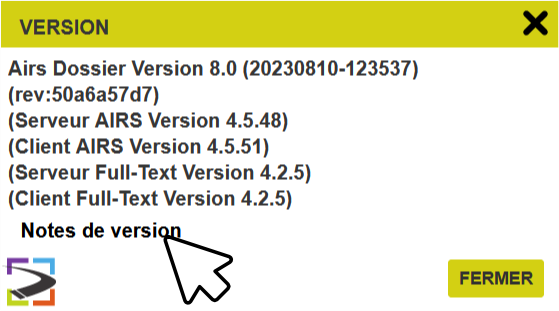 VERSION
Airs Dossier Version 8.0 (20230810-123537)
(rev:50a6a57d7)
(Serveur AIRS Version 4.5.48)
(Client AIRS Version 4.5.51)
(Serveur Full-Text Version 4.2.5)
(Client Full-Text Version 4.2.5)
Notes de version
FERMER